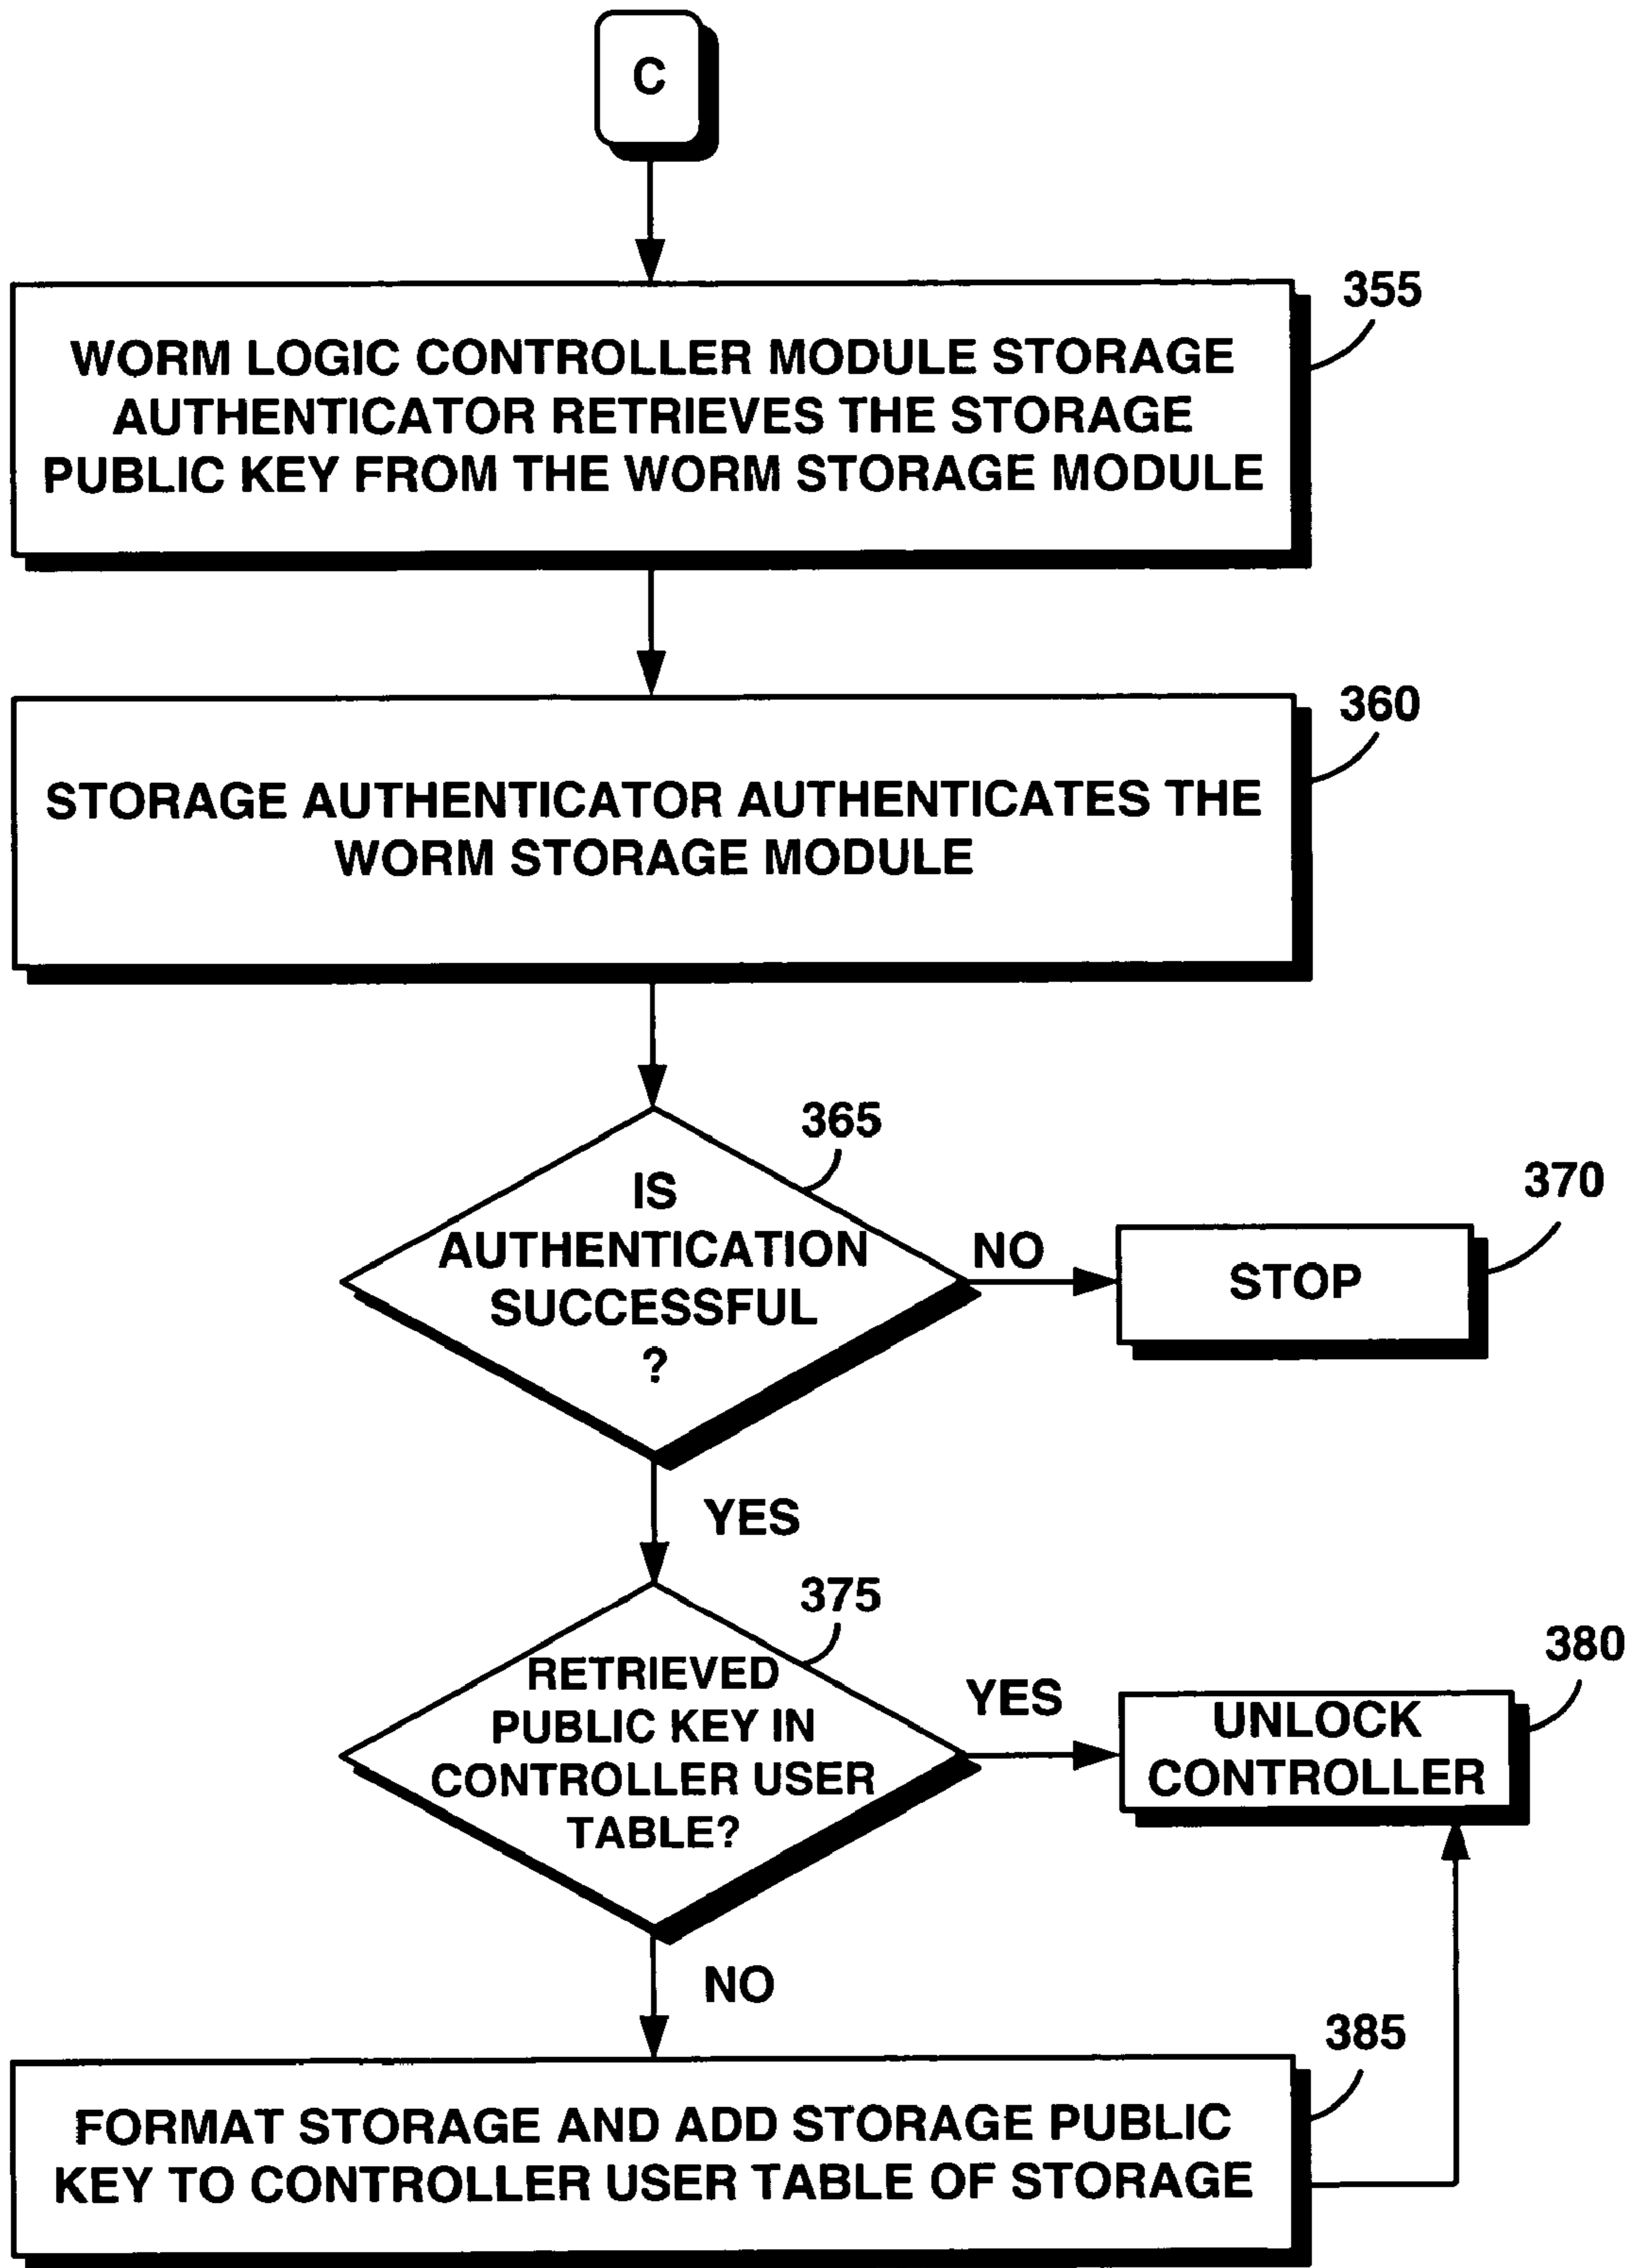 C
355
WORM LOGIC CONTROLLER MODULE STORAGE
AUTHENTICATOR RETRIEVES THE STORAGE
PUBLIC KEY FROM THE WORM STORAGE MODULE
360
STORAGE AUTHENTICATOR AUTHENTICATES THE
WORM STORAGE MODULE
365
IS
AUTHENTICATION
SUCCESSFUL
?
NO
370
STOP
YES
375
RETRIEVED
PUBLIC KEY IN
CONTROLLER USER
TABLE?
YES
380
UNLOCK
CONTROLLER
NO
385
FORMAT STORAGE AND ADD STORAGE PUBLIC
KEY TO CONTROLLER USER TABLE OF STORAGE